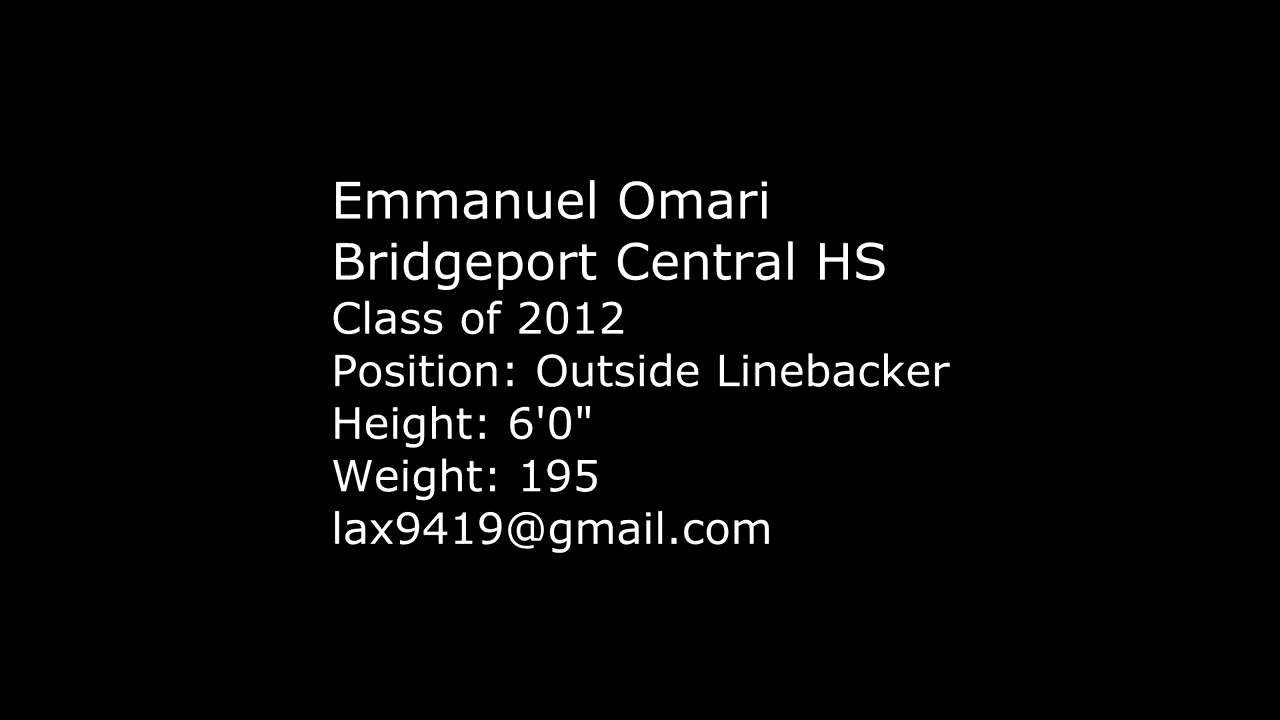 Emmanuel Omari
Bridgeport Central HS
Class of 2012
Position: Outside Linebacker
Height: 6'0"
Weight: 195
lax9419@gmail.com